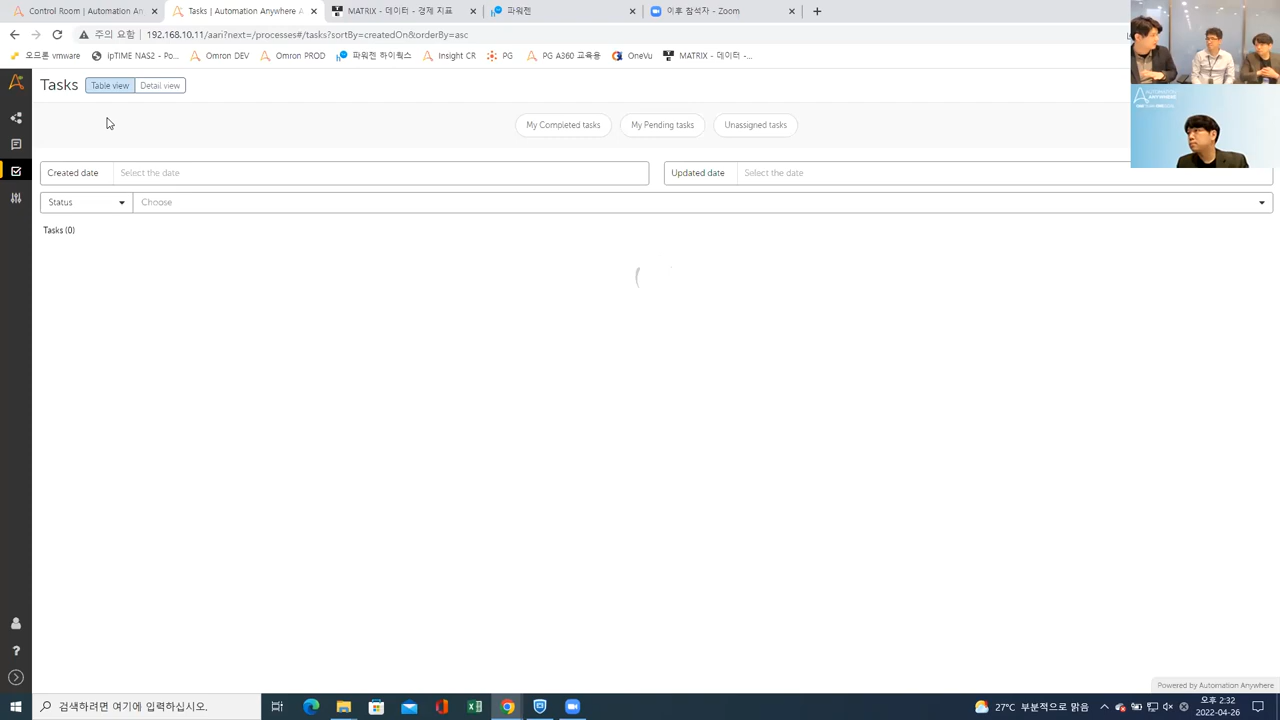 Control Room | Automation An
Tasks | Automation Anywhere A
MATRIX - 데이터 - 경제 지표
파워젠
이후 참석자 - Zoom
주의 요함 192.168.10.11/aari?next=/processes#/tasks?sortBy=createdOn&orderBy=asc
오므론 vmware
IpTIME NAS2 - Po...
Omron DEV
Omron PROD
파워젠 하이웍스
Insight CR
PG
PG A360 교육용
OneVu
MATRIX - 데이터 -...
Tasks
Table view
Detail view
My Completed tasks
My Pending tasks
Unassigned tasks
Created date
Select the date
Updated date
Select the date
Status
Choose
Tasks (0)
AUTOMATION
ANYWHERE
Powered by Automation Anywhere
검색하려면 여기에 입력하십시오.
27°C 부분적으로 맑음
오후 2:32
2022-04-26